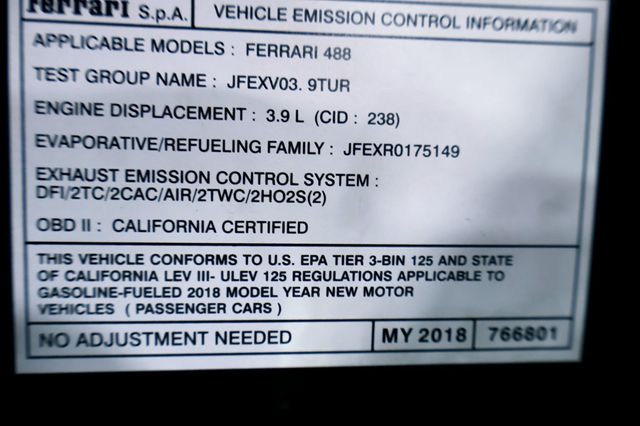 Ferrari S.p.A. VEHICLE EMISSION CONTROL INFORMATION
APPLICABLE MODELS : FERRARI 488
TEST GROUP NAME : JFEXV03. 9TUR
ENGINE DISPLACEMENT : 3.9 L (CID : 238)
EVAPORATIVE/REFUELING FAMILY : JFEXR0175149
EXHAUST EMISSION CONTROL SYSTEM :
DFI/2TC/2CAC/AIR/2TWC/2HO2S(2)
OBD II : CALIFORNIA CERTIFIED
THIS VEHICLE CONFORMS TO U.S. EPA TIER 3-BIN 125 AND STATE
OF CALIFORNIA LEV III- ULEV 125 REGULATIONS APPLICABLE TO
GASOLINE-FUELED 2018 MODEL YEAR NEW MOTOR
VEHICLES ( PASSENGER CARS )
NO ADJUSTMENT NEEDED MY 2018 766801